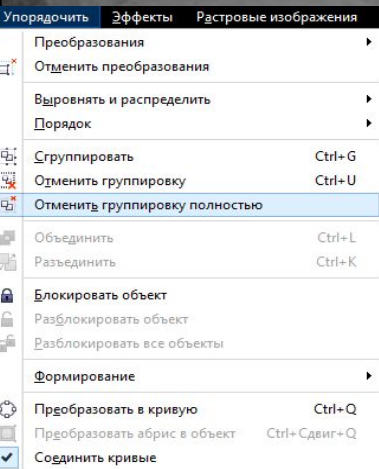 Упорядочить Эффекты Растровые изображения
Преобразования
Отменить преобразования
Выровнять и распределить
Порядок
Сгруппировать Ctrl+G
Отменить группировку Ctrl+U
Отменить группировку полностью
Объединить Ctrl+L
Разъединить Ctrl+K
Блокировать объект
Разблокировать объект
Разблокировать все объекты
Формирование
Преобразовать в кривую Ctrl+Q
Преобразовать абрис в объект Ctrl+Сдвиг+Q
Соединить кривые